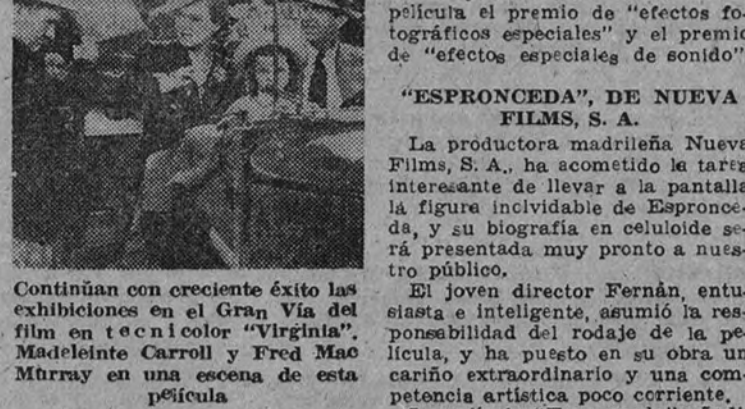 Continúan con creciente éxito las
exhibiciones en el Gran Vía del
film en tecnicolor "Virginia".
Madeleinte Carroll y Fred Mac
Murray en una escena de esta
película
película el premio de "efectos fo-
tográficos especiales" y el premio
de "efectos especiales de sonido"
"ESPRONCEDA", DE NUEVA
FILMS, S. A.
La productora madrileña Nueva
Films, S. A., ha acometido la tarea
interesante de llevar a la pantalla
la figura inclvidable de Espronce-
da, y su biografía en celuloide se-
rá presentada muy pronto a nues-
tro público.
El joven director Fernán, entu-
siasta e inteligente, asumió la res-
ponsabilidad del rodaje de la pe-
lícula, y ha puesto en su obra un
cariño extraordinario y una com-
petencia artística poco corriente.